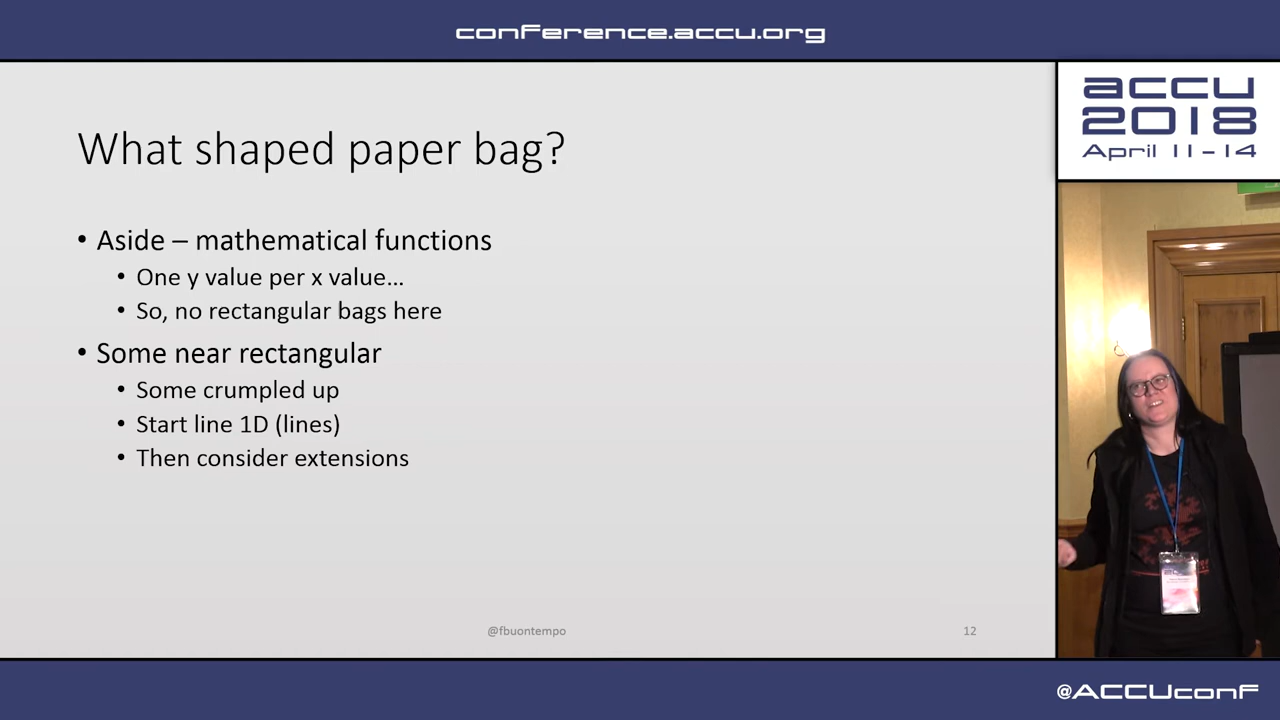 conference.accu.org
accu
2018
April 11-14
What shaped paper bag?
• Aside – mathematical functions
• One y value per x value…
• So, no rectangular bags here
• Some near rectangular
• Some crumpled up
• Start line 1D (lines)
• Then consider extensions
@fbuontempo
12
@ACCUconf